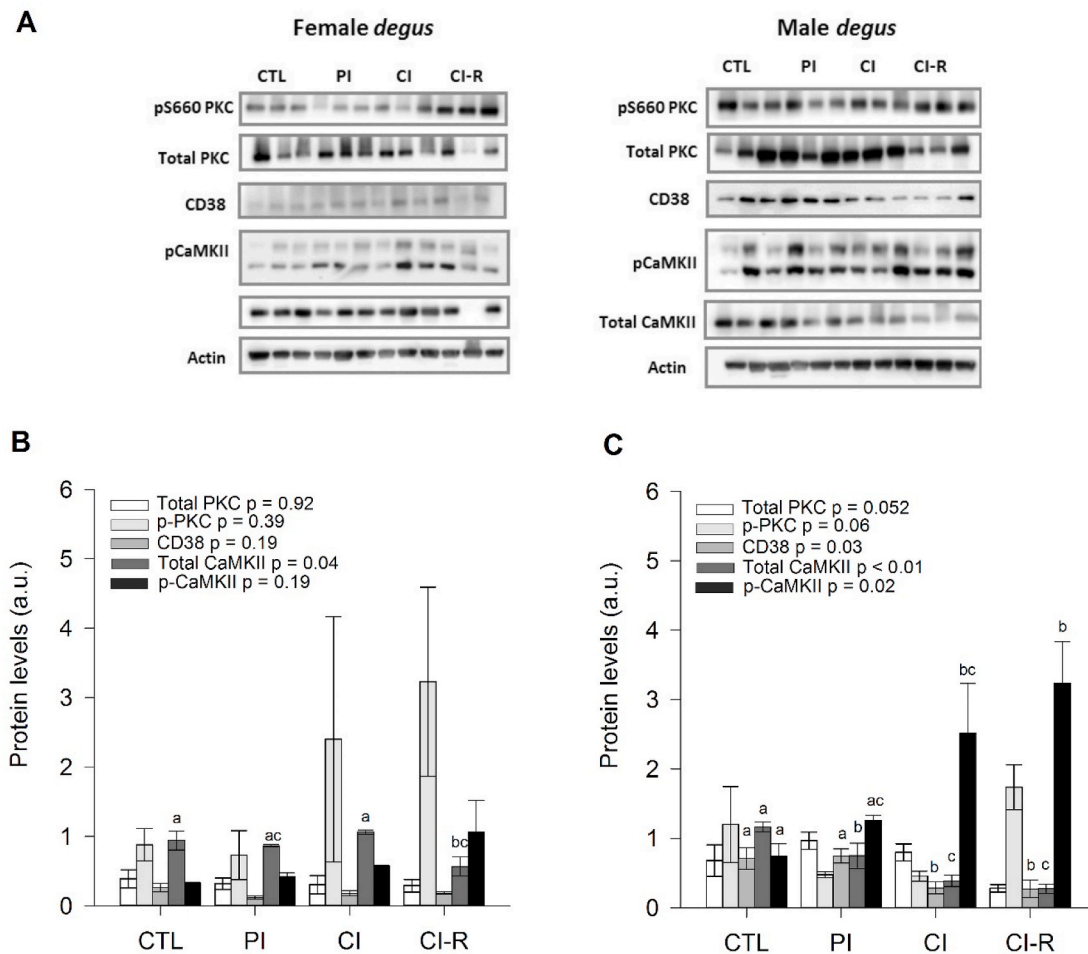 A
Female degus
CTL PI CI CI-R
pS660 PKC
Total PKC
CD38
pCaMKII
Actin
Male degus
CTL PI CI CI-R
pS660 PKC
Total PKC
CD38
pCaMKII
Total CaMKII
Actin
B
Protein levels (a.u.)
6
5
4
3
2
1
0
Total PKC p = 0.92
p-PKC p = 0.39
CD38 p = 0.19
Total CaMKII p = 0.04
p-CaMKII p = 0.19
a ac a bc
CTL PI CI CI-R
C
Protein levels (a.u.)
6
5
4
3
2
1
0
Total PKC p = 0.052
p-PKC p = 0.06
CD38 p = 0.03
Total CaMKII p < 0.01
p-CaMKII p = 0.02
a a a a b ac b c bc b c b
CTL PI CI CI-R